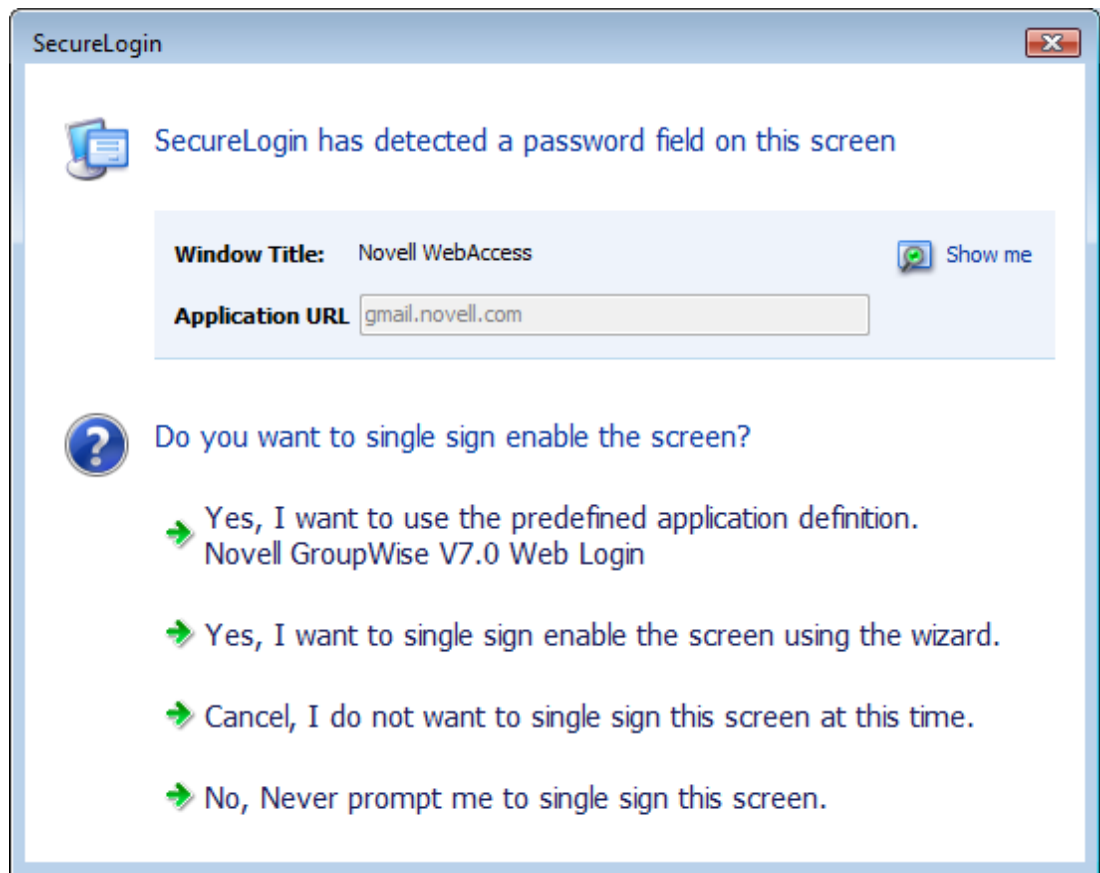 SecureLogin
SecureLogin has detected a password field on this screen
Window Title: Novell WebAccess Show me
Application URL gmail.novell.com
Do you want to single sign enable the screen?
Yes, I want to use the predefined application definition.
Novell GroupWise V7.0 Web Login
Yes, I want to single sign enable the screen using the wizard.
Cancel, I do not want to single sign this screen at this time.
No, Never prompt me to single sign this screen.